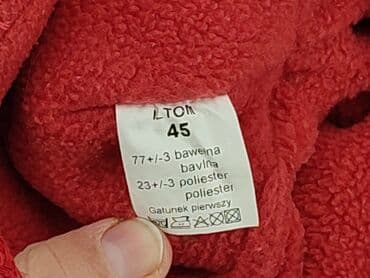 LTOM
45
77+/-3 bawełna
bavlna
23+/-3 poliester
poliester
Gatunek pierwszy